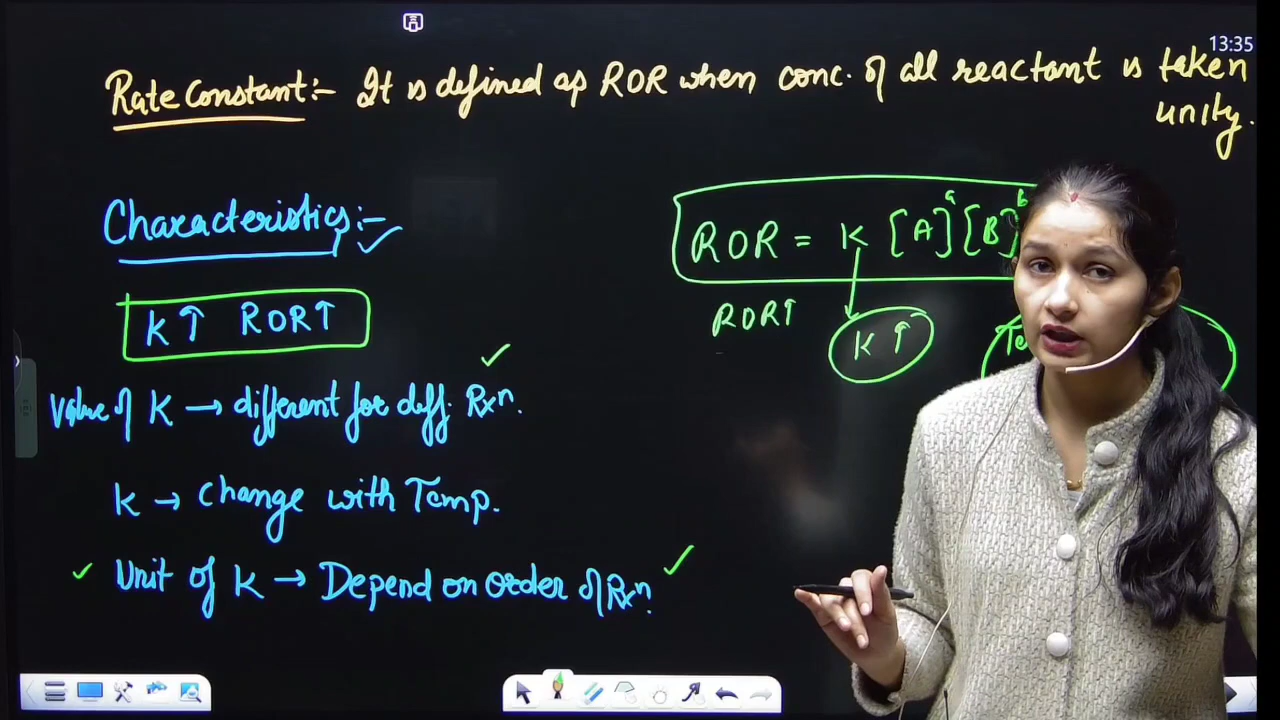 13:35
Rate Constant:- It is defined as ROR when conc. of all reactant is taken
unity.
Characteristics:-
ROR = K [A]^a [B]^b
K↑ ROR↑
ROR↑
K↑
Value of K → different for diff. Rxn.
K → Change with Temp.
Unit of K → Depend on order of Rxn.